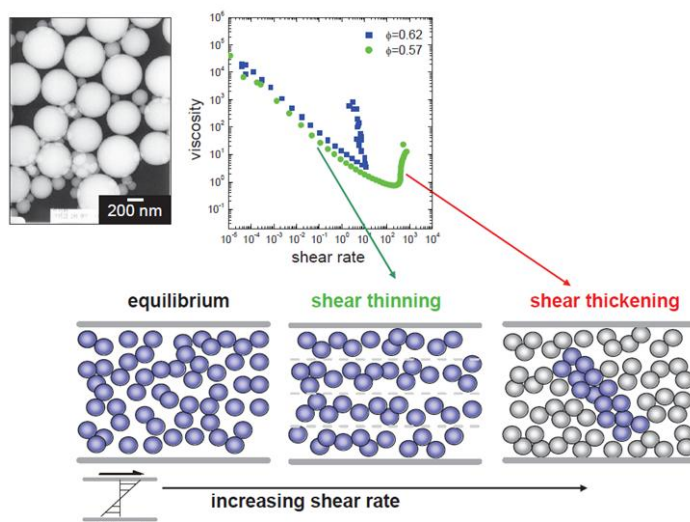 200 nm
viscosity
10⁶
10⁵
10⁴
10³
10²
10¹
10⁰
10⁻¹
ϕ=0.62
ϕ=0.57
10⁻⁵ 10⁻⁴ 10⁻³ 10⁻² 10⁻¹ 10⁰ 10¹ 10² 10³ 10⁴
shear rate
equilibrium
shear thinning
shear thickening
increasing shear rate